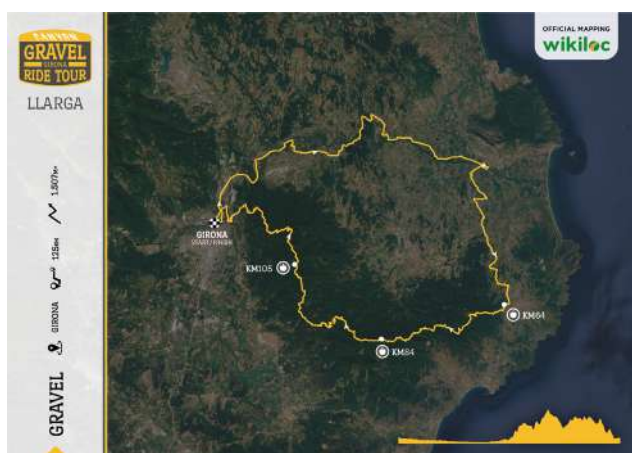 CANYON
GRAVEL
GIRONA
RIDE TOUR
LLARGA
1.507M+
125KM
GIRONA
GRAVEL
OFFICIAL MAPPING
wikiloc
GIRONA
START/FINISH
KM105
KM84
KM64